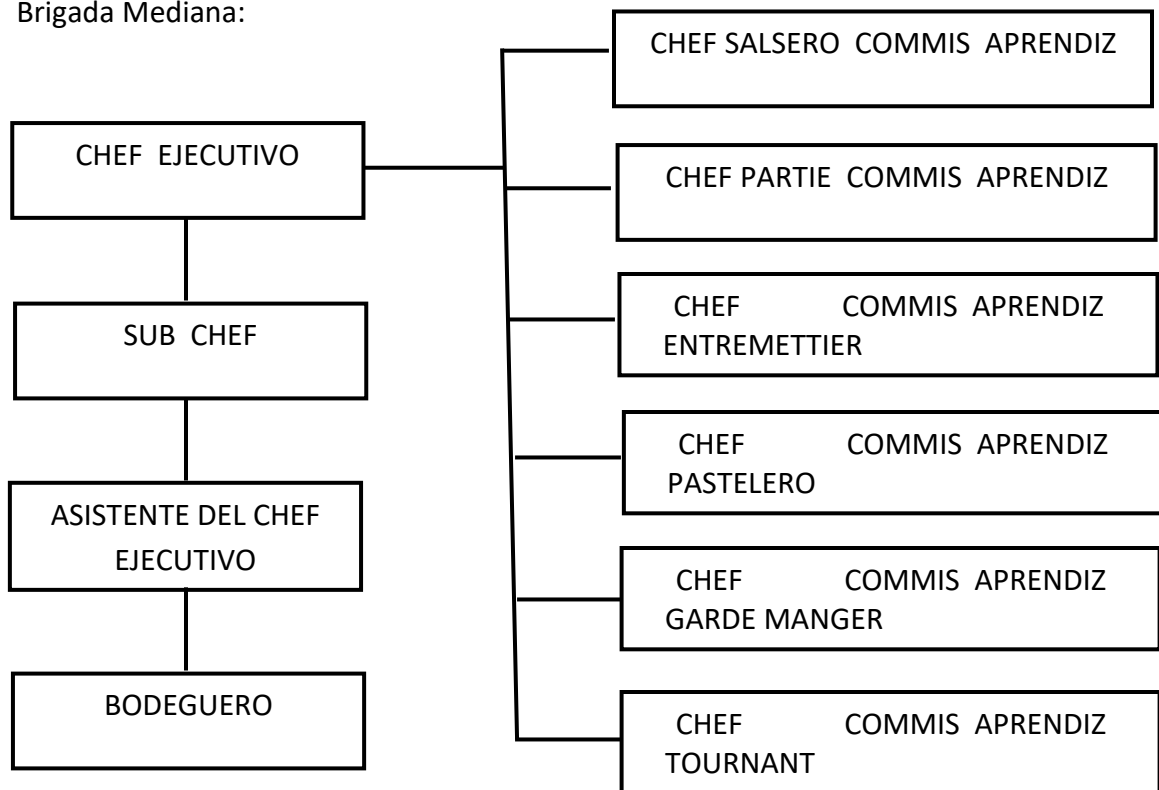 Brigada Mediana:
CHEF EJECUTIVO
SUB CHEF
ASISTENTE DEL CHEF
EJECUTIVO
BODEGUERO
CHEF SALSERO COMMIS APRENDIZ
CHEF PARTIE COMMIS APRENDIZ
CHEF COMMIS APRENDIZ
ENTREMETTIER
CHEF COMMIS APRENDIZ
PASTELERO
CHEF COMMIS APRENDIZ
GARDE MANGER
CHEF COMMIS APRENDIZ
TOURNANT